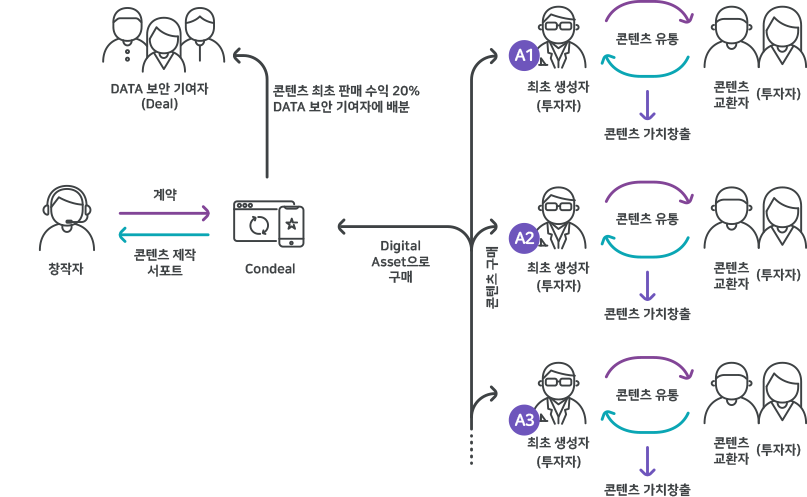 DATA 보안 기여자
(Deal)
콘텐츠 최초 판매 수익 20%
DATA 보안 기여자에 배분
계약
콘텐츠 제작
서포트
창작자
Condeal
Digital
Asset으로
구매
콘텐츠 구매
A1
최초 생성자
(투자자)
콘텐츠 유통
콘텐츠 가치창출
콘텐츠
교환자
(투자자)
A2
최초 생성자
(투자자)
콘텐츠 유통
콘텐츠 가치창출
콘텐츠
교환자
(투자자)
A3
최초 생성자
(투자자)
콘텐츠 유통
콘텐츠 가치창출
콘텐츠
교환자
(투자자)